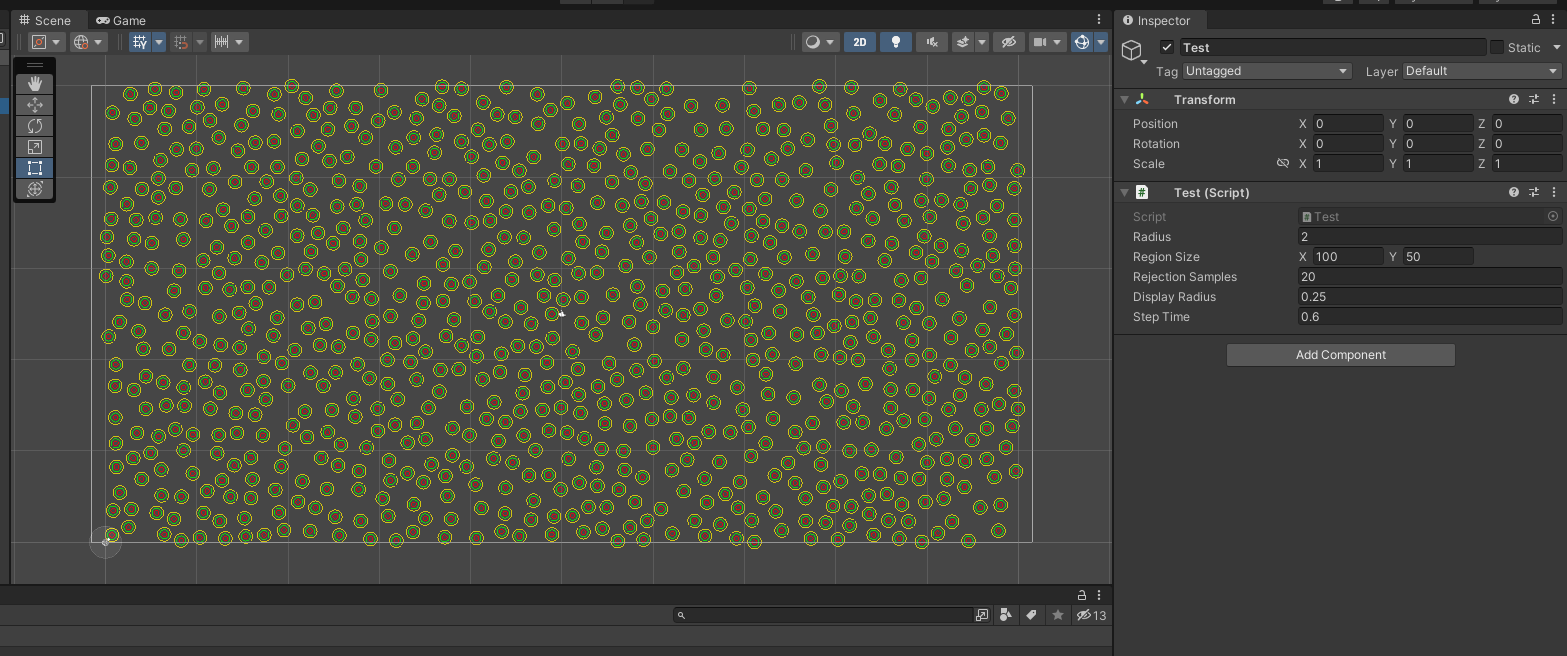 Scene Game
2D
13
Inspector
Test Static
Tag Untagged Layer Default
Transform
Position X 0 Y 0 Z 0
Rotation X 0 Y 0 Z 0
Scale X 1 Y 1 Z 1
# Test (Script)
Script # Test
Radius 2
Region Size X 100 Y 50
Rejection Samples 20
Display Radius 0.25
Step Time 0.6
Add Component